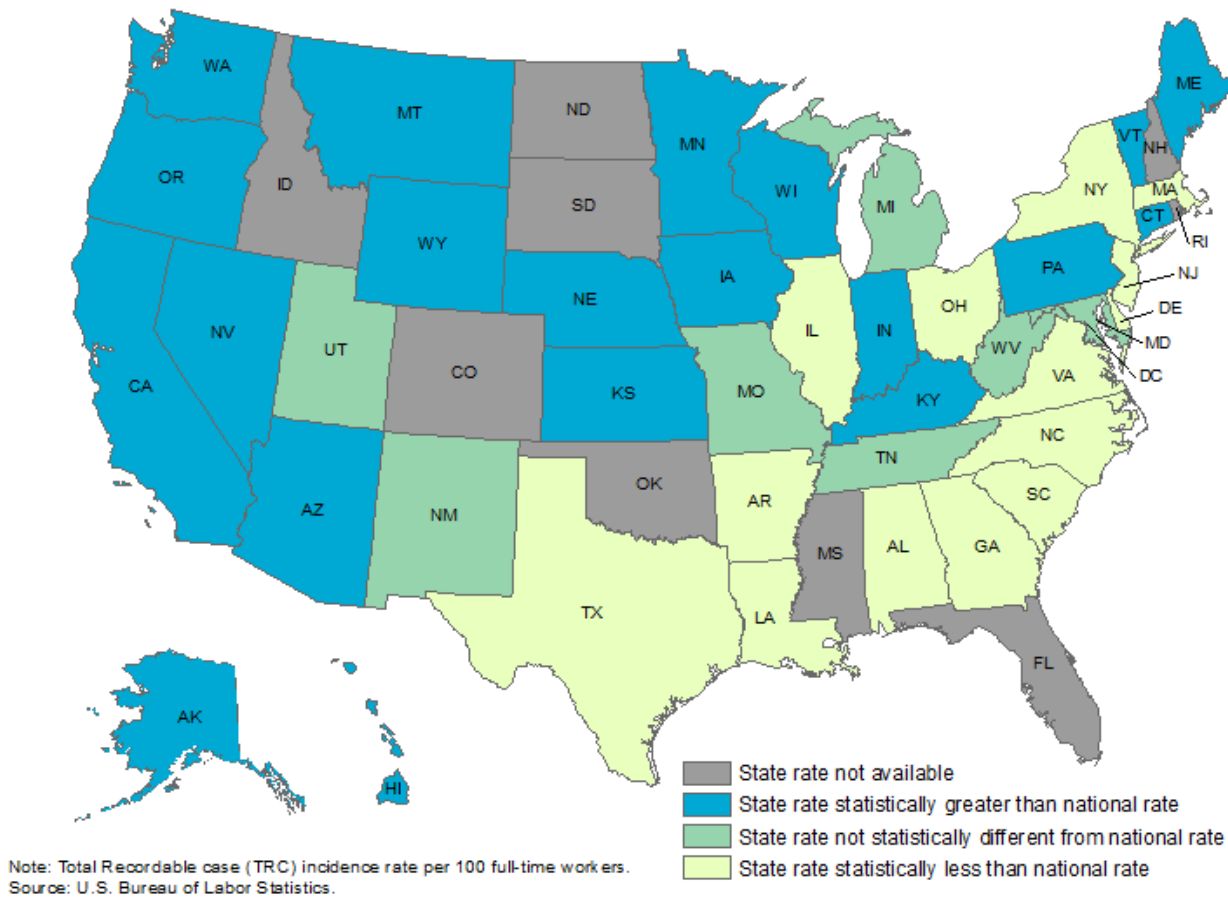 WA
MT
ND
MN
ME
VT
NH
OR
ID
SD
WI
MI
NY
MA
CT
RI
WY
IA
PA
NJ
NV
NE
IL
IN
OH
DE
UT
CO
WV
MD
CA
KS
MO
KY
VA
DC
NC
TN
AZ
NM
OK
AR
SC
MS
AL
GA
TX
LA
FL
AK
HI
State rate not available
State rate statistically greater than national rate
State rate not statistically different from national rate
State rate statistically less than national rate
Note: Total Recordable case (TRC) incidence rate per 100 full-time workers.
Source: U.S. Bureau of Labor Statistics.